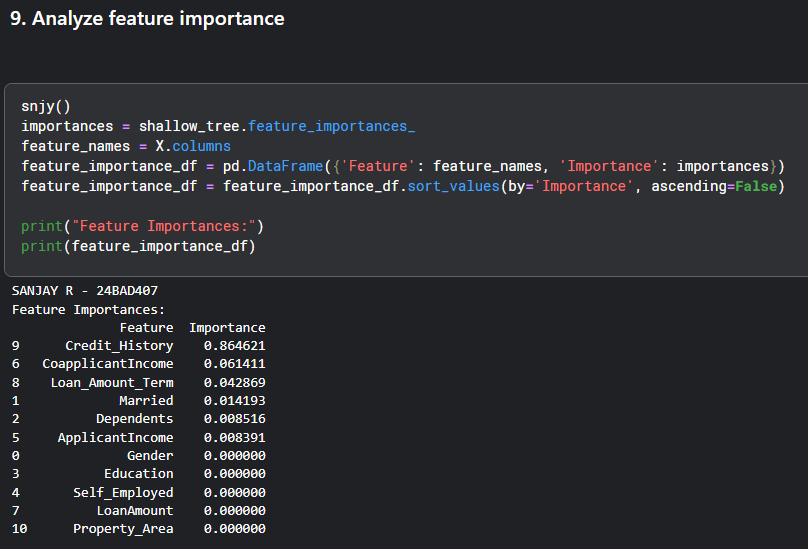 9. Analyze feature importance
snjy()
importances = shallow_tree.feature_importances_
feature_names = X.columns
feature_importance_df = pd.DataFrame({'Feature': feature_names, 'Importance': importances})
feature_importance_df = feature_importance_df.sort_values(by='Importance', ascending=False)
print("Feature Importances:")
print(feature_importance_df)
SANJAY R - 24BAD407
Feature Importances:
Feature Importance
9 Credit_History 0.864621
6 CoapplicantIncome 0.061411
8 Loan_Amount_Term 0.042869
1 Married 0.014193
2 Dependents 0.008516
5 ApplicantIncome 0.008391
0 Gender 0.000000
3 Education 0.000000
4 Self_Employed 0.000000
7 LoanAmount 0.000000
10 Property_Area 0.000000